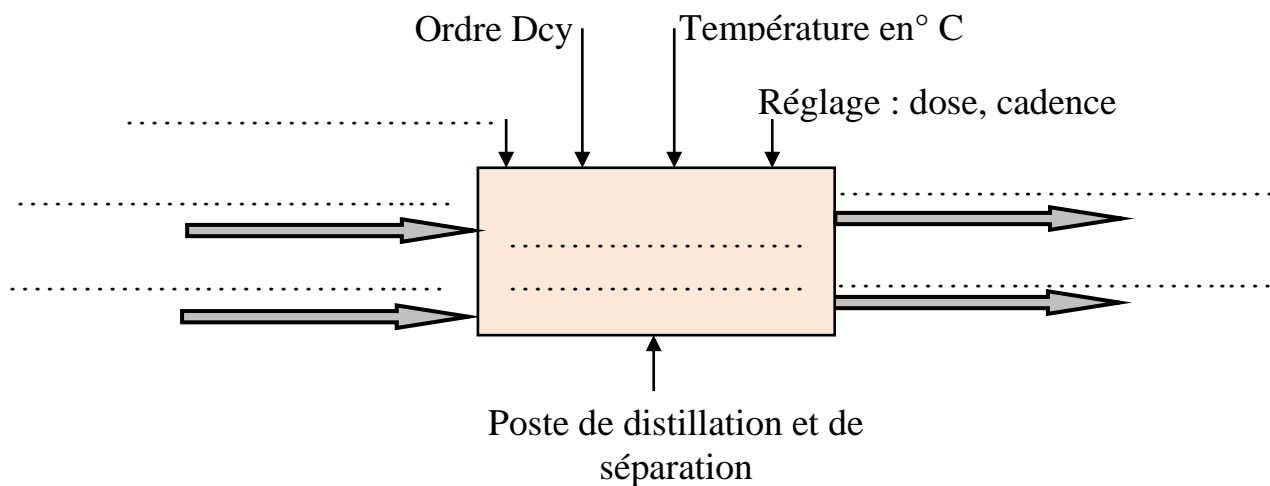 Ordre Dcy
Température en° C
Réglage : dose, cadence
Poste de distillation et de
séparation